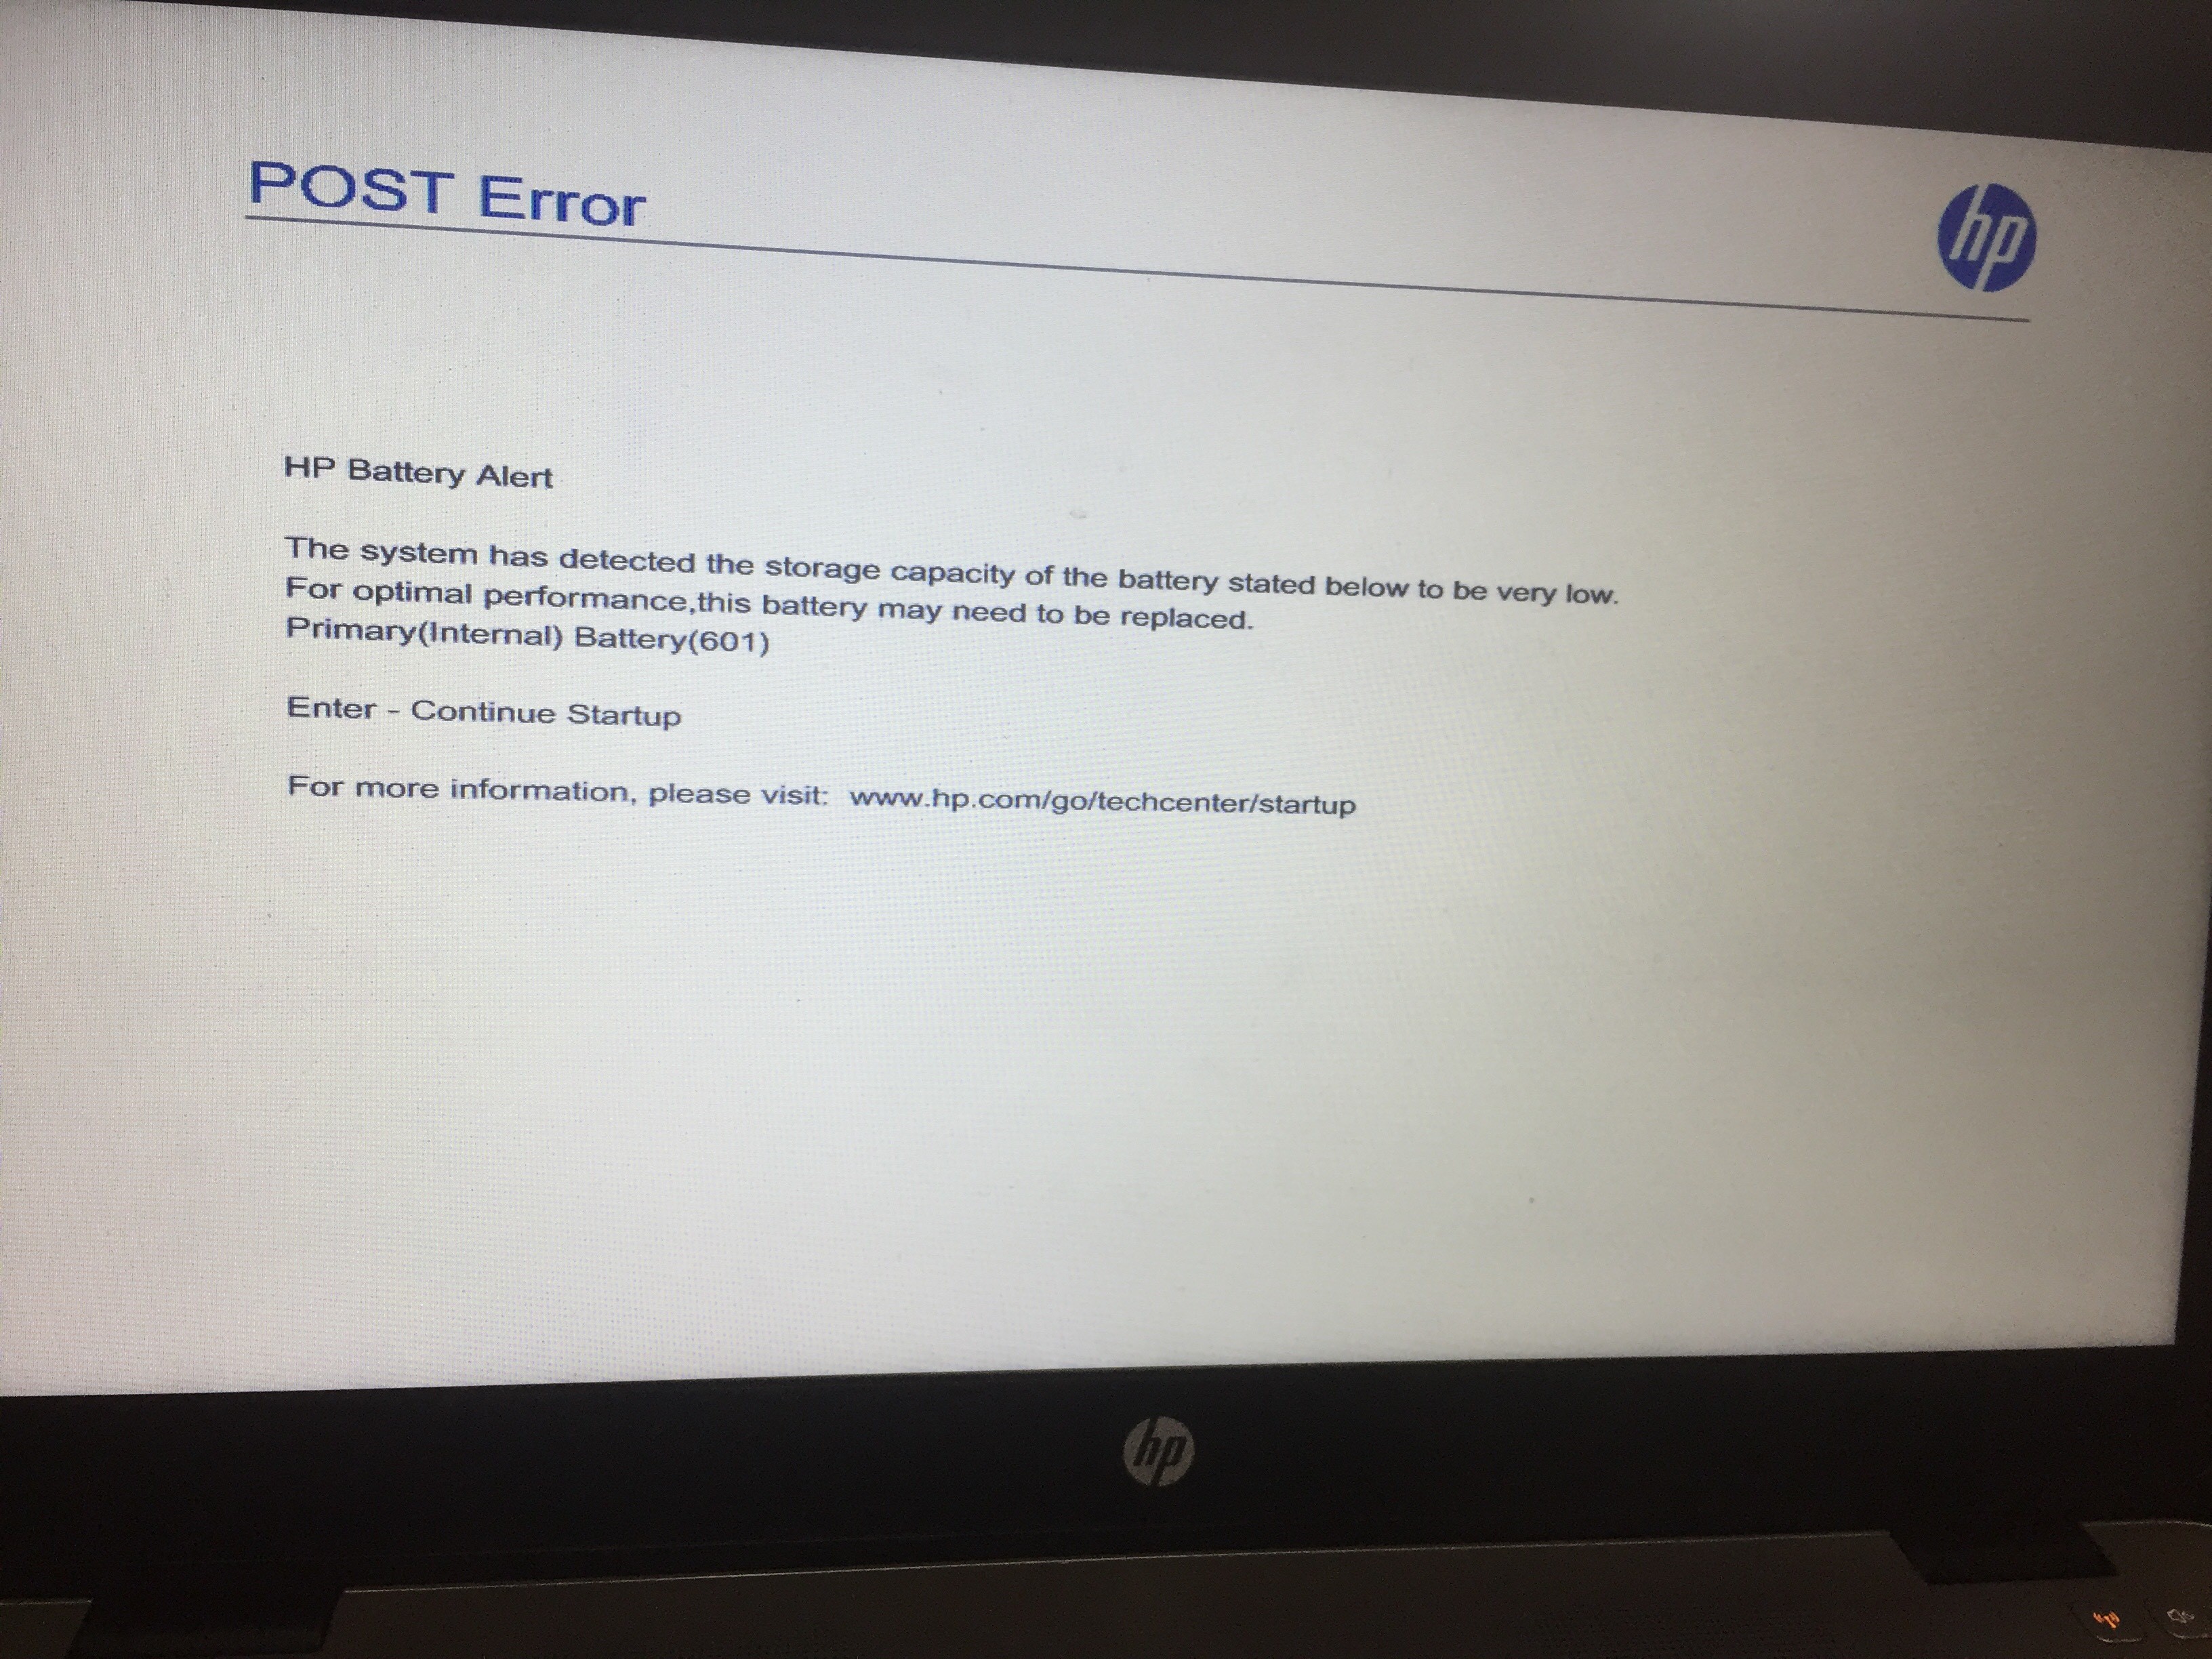 POST Error
hp
HP Battery Alert
The system has detected the storage capacity of the battery stated below to be very low.
For optimal performance,this battery may need to be replaced.
Primary(Internal) Battery(601)
Enter - Continue Startup
For more information, please visit: www.hp.com/go/techcenter/startup
hp